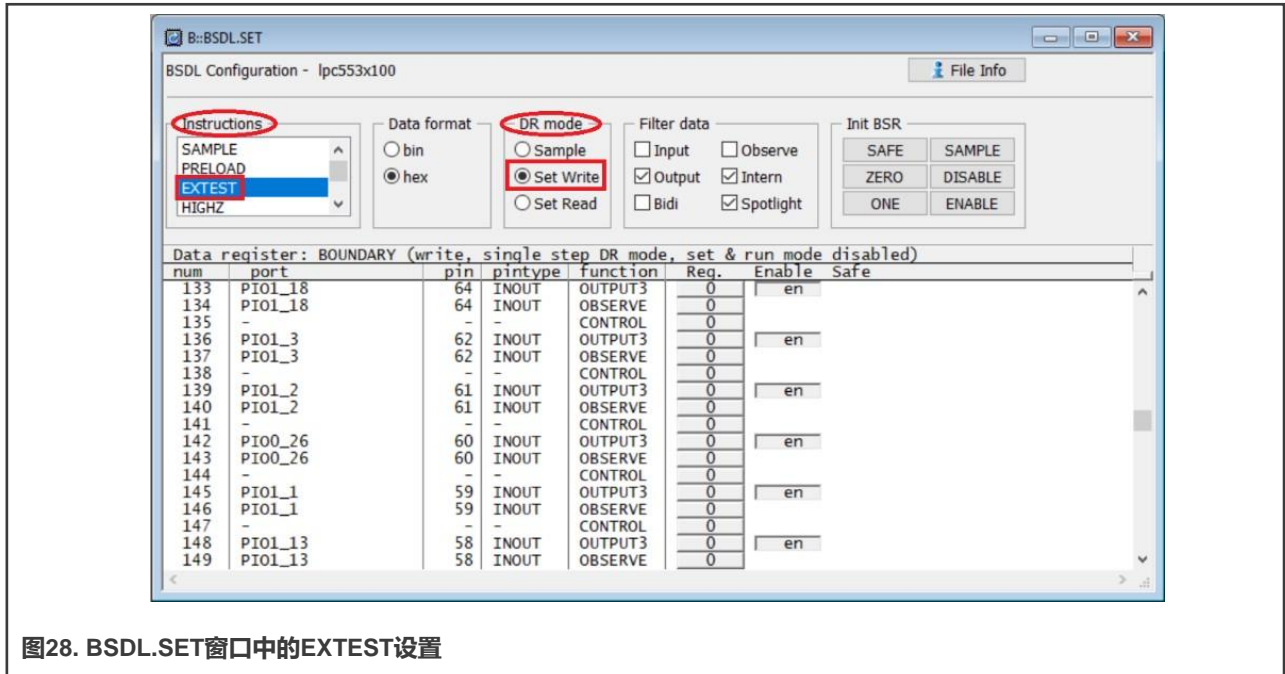 B::BSDL.SET
BSDL Configuration - lpc553x100
File Info
Instructions
SAMPLE
PRELOAD
EXTEST
HIGHZ
Data format
bin
hex
DR mode
Sample
Set Write
Set Read
Filter data
Input Observe
Output Intern
Bidi Spotlight
Init BSR
SAFE SAMPLE
ZERO DISABLE
ONE ENABLE
Data register: BOUNDARY (write, single step DR mode, set & run mode disabled)
num port pin pintype function Reg. Enable Safe
133 PIO1_18 64 INOUT OUTPUT3 0 en
134 PIO1_18 64 INOUT OBSERVE 0
135 - - - CONTROL 0
136 PIO1_3 62 INOUT OUTPUT3 0 en
137 PIO1_3 62 INOUT OBSERVE 0
138 - - - CONTROL 0
139 PIO1_2 61 INOUT OUTPUT3 0 en
140 PIO1_2 61 INOUT OBSERVE 0
141 - - - CONTROL 0
142 PIO0_26 60 INOUT OUTPUT3 0 en
143 PIO0_26 60 INOUT OBSERVE 0
144 - - - CONTROL 0
145 PIO1_1 59 INOUT OUTPUT3 0 en
146 PIO1_1 59 INOUT OBSERVE 0
147 - - - CONTROL 0
148 PIO1_13 58 INOUT OUTPUT3 0 en
149 PIO1_13 58 INOUT OBSERVE 0
图28. BSDL.SET窗口中的EXTEST设置